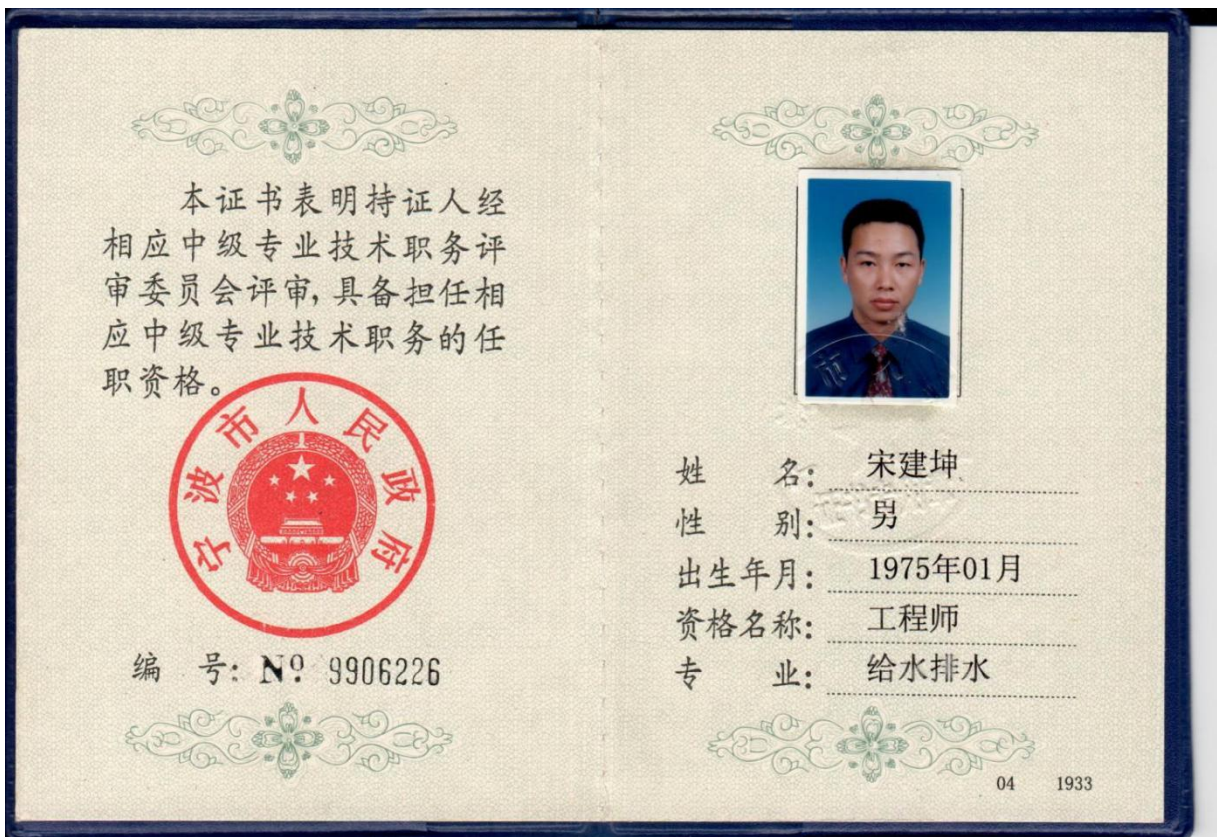 本证书表明持证人经
相应中级专业技术职务评
审委员会评审,具备担任相
应中级专业技术职务的任
职资格。
宁波市人民政府
编 号: Nº 9906226
姓 名: 宋建坤
性 别: 男
出生年月: 1975年01月
资格名称: 工程师
专 业: 给水排水
04 1933